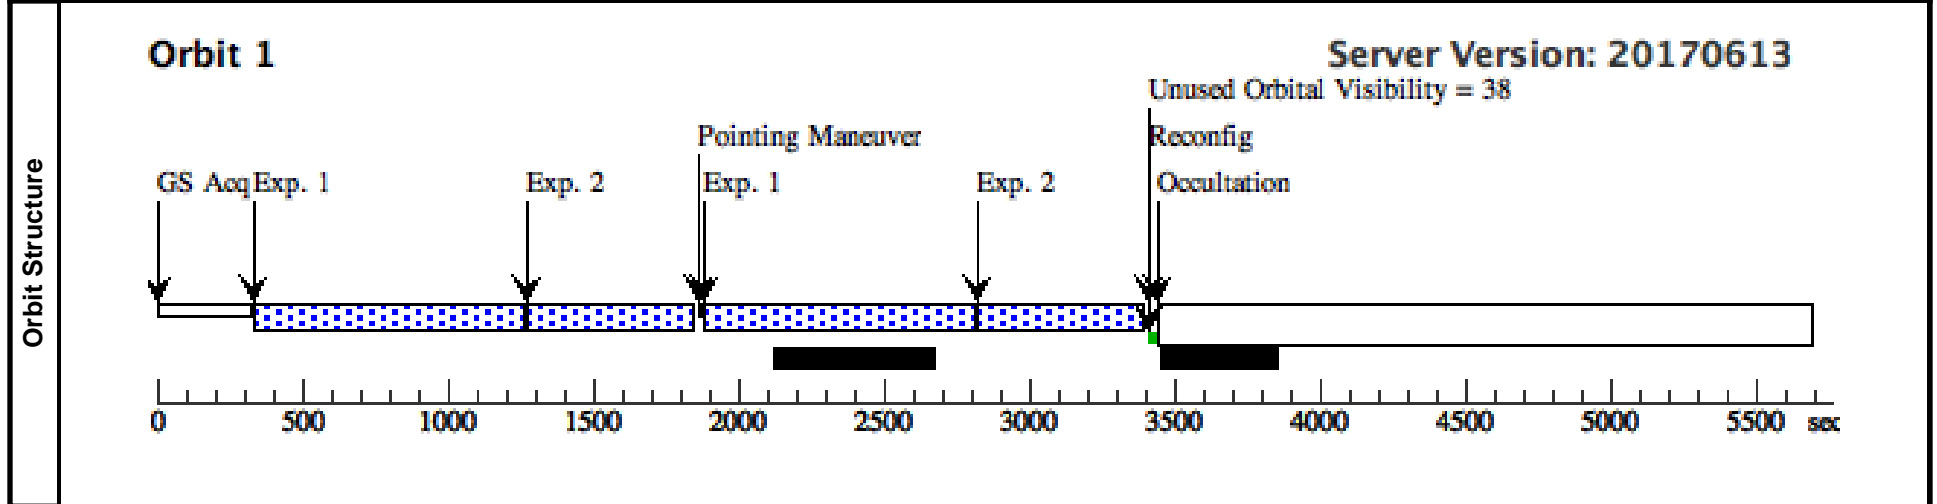 Orbit Structure
Orbit 1
Server Version: 20170613
Unused Orbital Visibility = 38
Pointing Maneuver
Reconfig
GS Acq
Exp. 1
Exp. 2
Exp. 1
Exp. 2
Occultation
0 500 1000 1500 2000 2500 3000 3500 4000 4500 5000 5500 sec